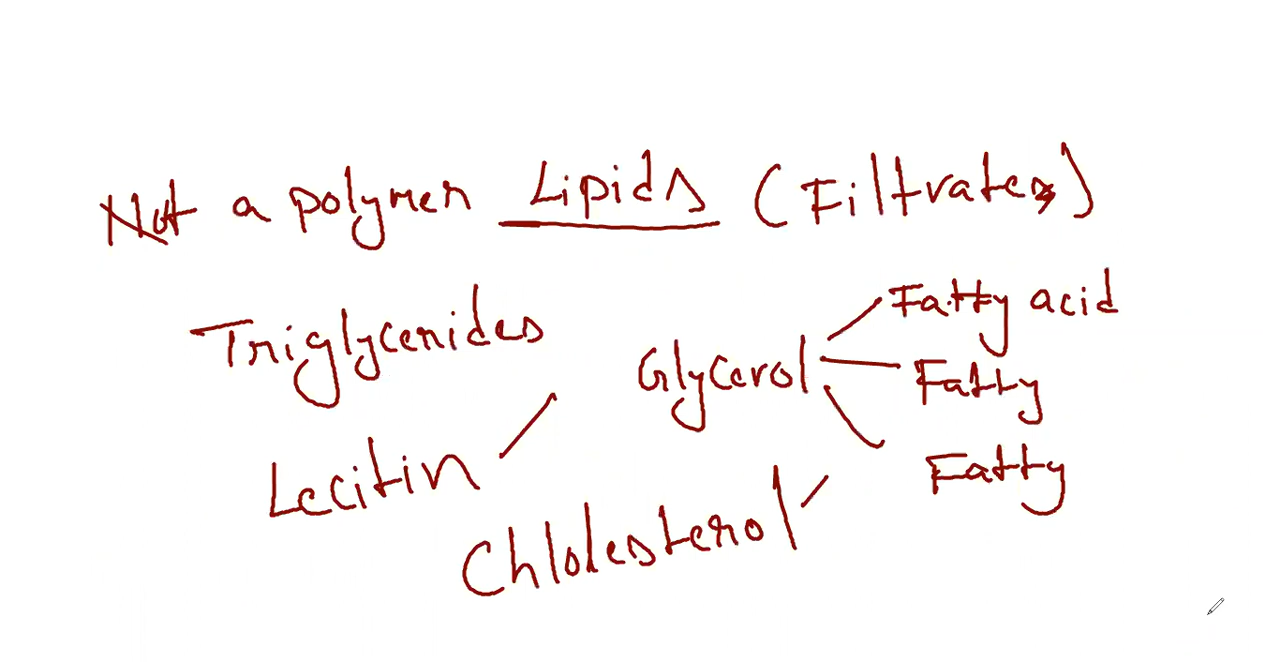 Not a polymer Lipids (Filtrates)
Triglycerides
Fatty acid
Glycerol
Fatty
Lecitin
Fatty
Chlolesterol